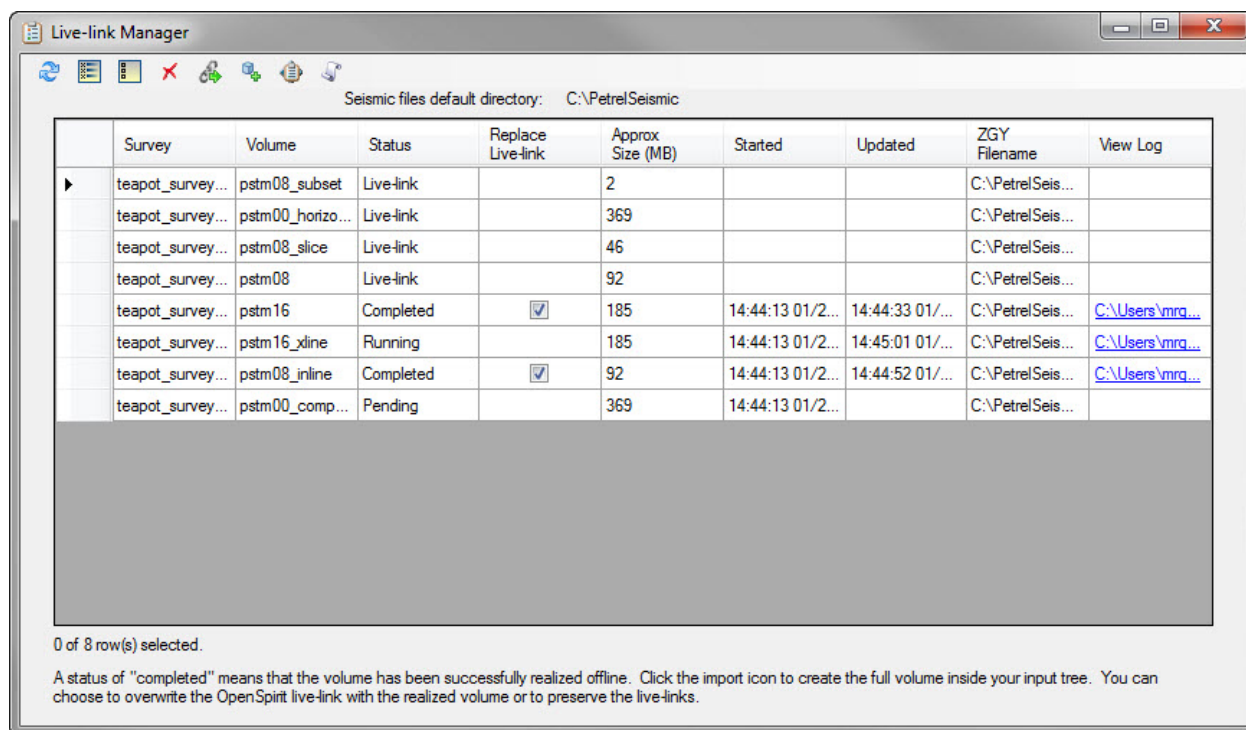 Live-link Manager
Seismic files default directory: C:\PetrelSeismic
Survey Volume Status Replace Live-link Approx Size (MB) Started Updated ZGY Filename View Log
teapot_survey... pstm08_subset Live-link 2 C:\PetrelSeis...
teapot_survey... pstm00_horizo... Live-link 369 C:\PetrelSeis...
teapot_survey... pstm08_slice Live-link 46 C:\PetrelSeis...
teapot_survey... pstm08 Live-link 92 C:\PetrelSeis...
teapot_survey... pstm16 Completed 185 14:44:13 01/2... 14:44:33 01/... C:\PetrelSeis... C:\Users\mrq...
teapot_survey... pstm16_xline Running 185 14:44:13 01/2... 14:45:01 01/... C:\PetrelSeis... C:\Users\mrq...
teapot_survey... pstm08_inline Completed 92 14:44:13 01/2... 14:44:52 01/... C:\PetrelSeis... C:\Users\mrq...
teapot_survey... pstm00_comp... Pending 369 14:44:13 01/2... C:\PetrelSeis...
0 of 8 row(s) selected.
A status of "completed" means that the volume has been successfully realized offline. Click the import icon to create the full volume inside your input tree. You can
choose to overwrite the OpenSpirit live-link with the realized volume or to preserve the live-links.